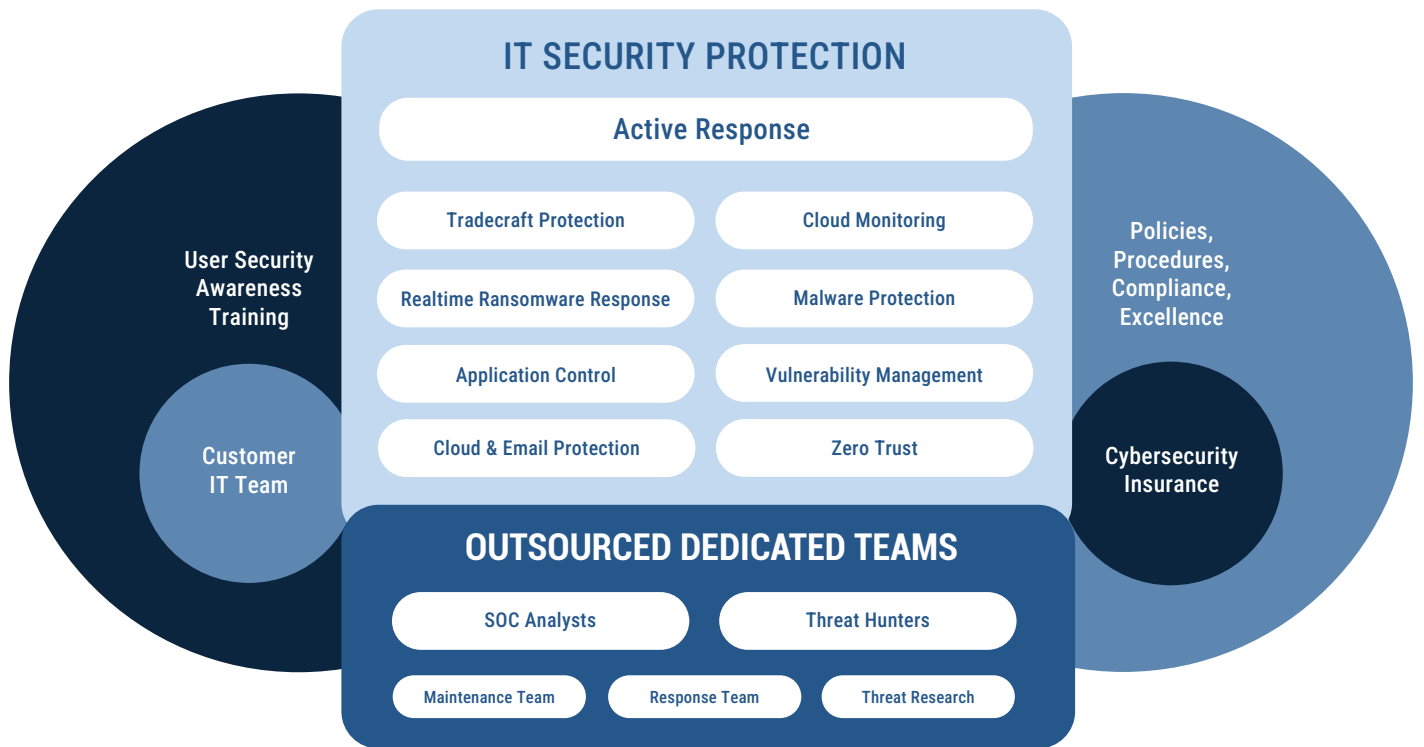 IT SECURITY PROTECTION
Active Response
Tradecraft Protection
Cloud Monitoring
Realtime Ransomware Response
Malware Protection
Application Control
Vulnerability Management
Cloud & Email Protection
Zero Trust
User Security
Awareness
Training
Customer
IT Team
Policies,
Procedures,
Compliance,
Excellence
Cybersecurity
Insurance
OUTSOURCED DEDICATED TEAMS
SOC Analysts
Threat Hunters
Maintenance Team
Response Team
Threat Research